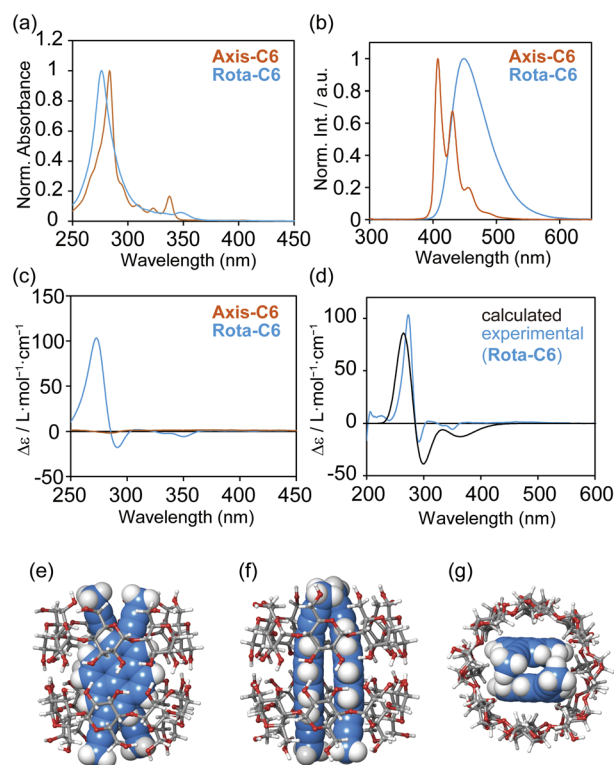 (a)
1.2
1
0.8
0.6
0.4
0.2
0
250 300 350 400 450
Norm. Absorbance
Wavelength (nm)
Axis-C6
Rota-C6
(b)
1
0.8
0.6
0.4
0.2
0
300 400 500 600
Norm. Int. / a.u.
Wavelength (nm)
Axis-C6
Rota-C6
(c)
150
100
50
0
-50
250 300 350 400 450
Δε / L·mol⁻¹·cm⁻¹
Wavelength (nm)
Axis-C6
Rota-C6
(d)
100
50
0
-50
200 300 400 500 600
Δε / L·mol⁻¹·cm⁻¹
Wavelength (nm)
calculated
experimental
(Rota-C6)
(e)
(f)
(g)